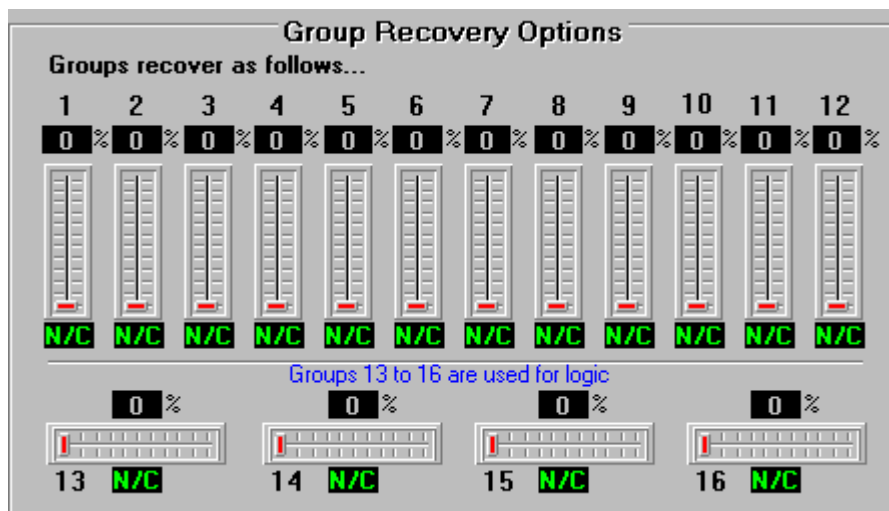 Group Recovery Options
Groups recover as follows...
1 2 3 4 5 6 7 8 9 10 11 12
0 % 0 % 0 % 0 % 0 % 0 % 0 % 0 % 0 % 0 % 0 % 0 %
N/C N/C N/C N/C N/C N/C N/C N/C N/C N/C N/C N/C
Groups 13 to 16 are used for logic
0 % 0 % 0 % 0 %
13 N/C 14 N/C 15 N/C 16 N/C